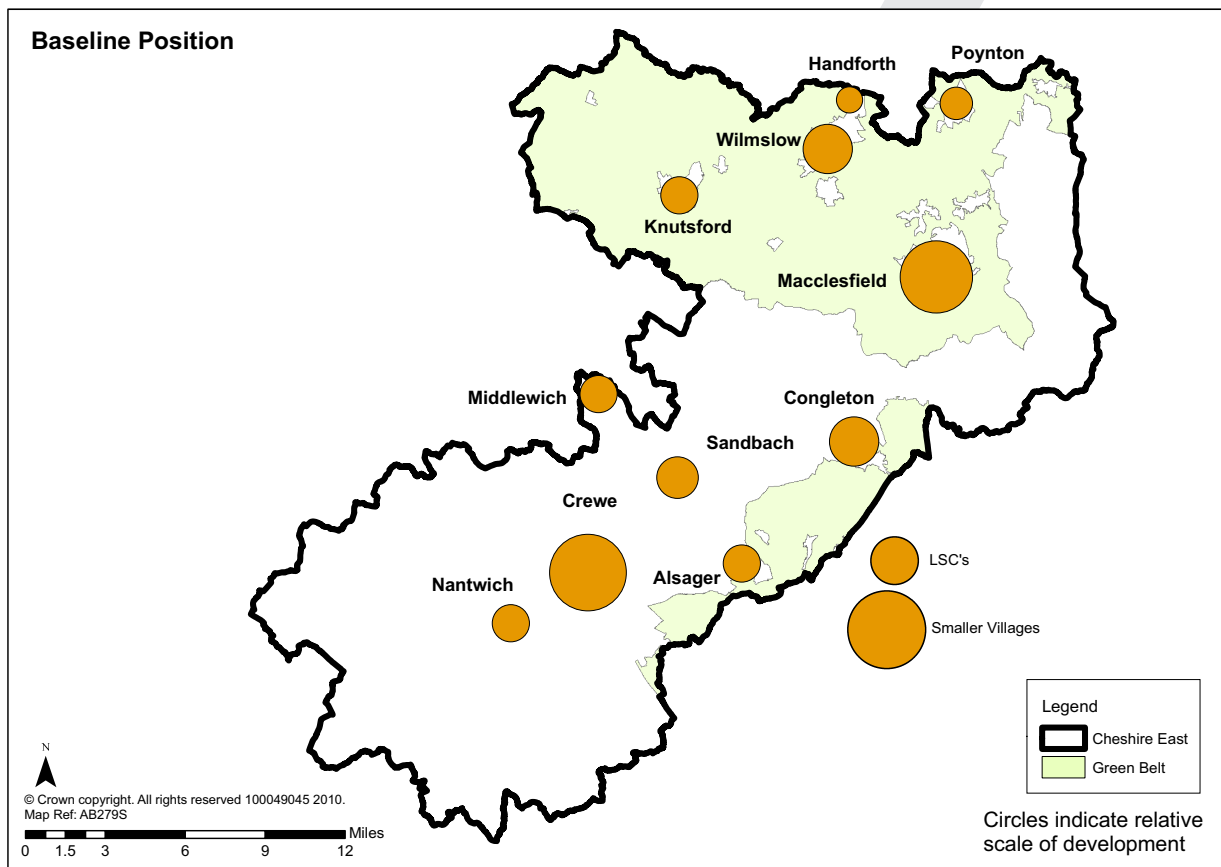 Baseline Position
Handforth
Poynton
Wilmslow
Knutsford
Macclesfield
Middlewich
Congleton
Sandbach
Crewe
Alsager
Nantwich
LSC's
Smaller Villages
Legend
Cheshire East
Green Belt
N
© Crown copyright. All rights reserved 100049045 2010.
Map Ref: AB279S
Miles
0 1.5 3 6 9 12
Circles indicate relative
scale of development